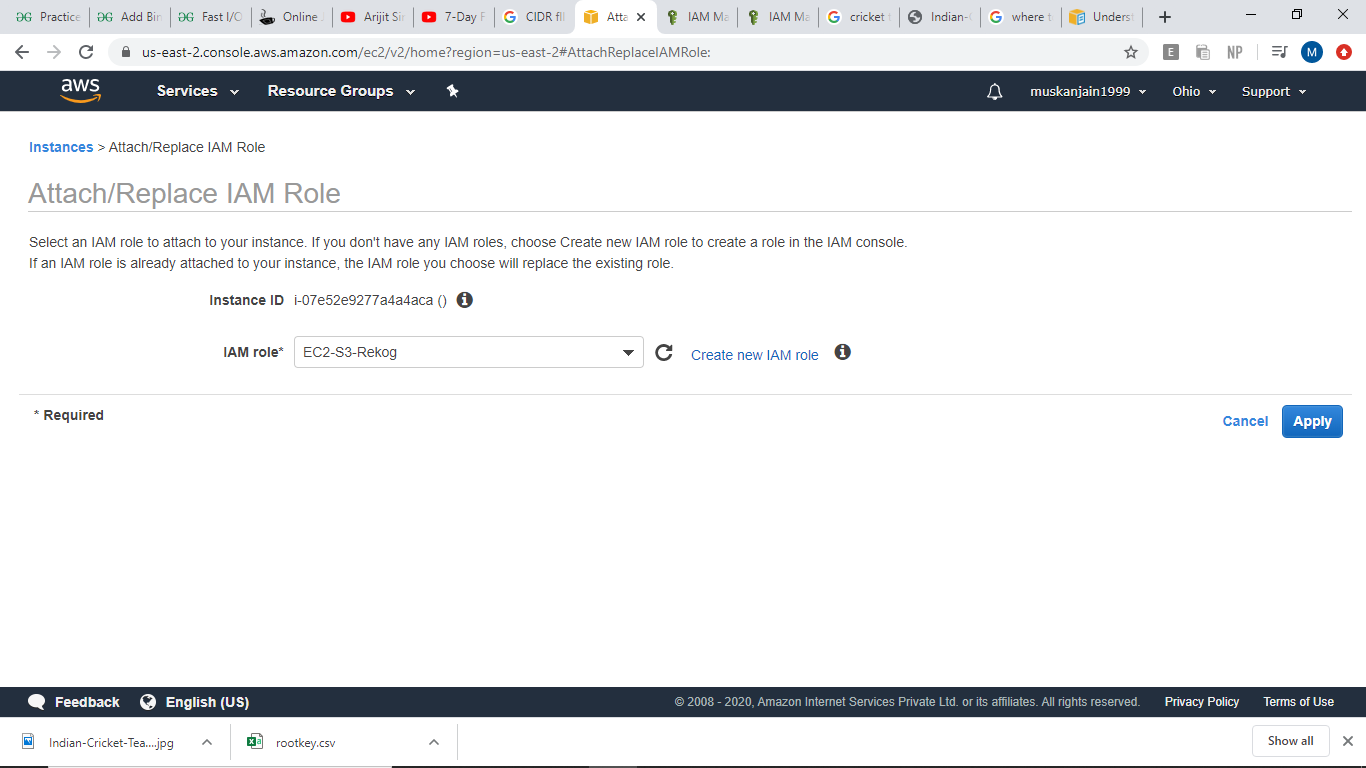 Practice
Add Bin
Fast I/O
Online
Arijit Sin
7-Day F
CIDR
Atta
IAM Ma
IAM Ma
cricket t
Indian-
where t
Underst
us-east-2.console.aws.amazon.com/ec2/v2/home?region=us-east-2#AttachReplaceIAMRole:
E
NP
M
aws
Services
Resource Groups
muskanjain1999
Ohio
Support
Instances > Attach/Replace IAM Role
Attach/Replace IAM Role
Select an IAM role to attach to your instance. If you don't have any IAM roles, choose Create new IAM role to create a role in the IAM console.
If an IAM role is already attached to your instance, the IAM role you choose will replace the existing role.
Instance ID i-07e52e9277a4a4aca ()
IAM role* EC2-S3-Rekog Create new IAM role
* Required
Cancel
Apply
Feedback
English (US)
© 2008 - 2020, Amazon Internet Services Private Ltd. or its affiliates. All rights reserved.
Privacy Policy
Terms of Use
Indian-Cricket-Tea....jpg
rootkey.csv
Show all